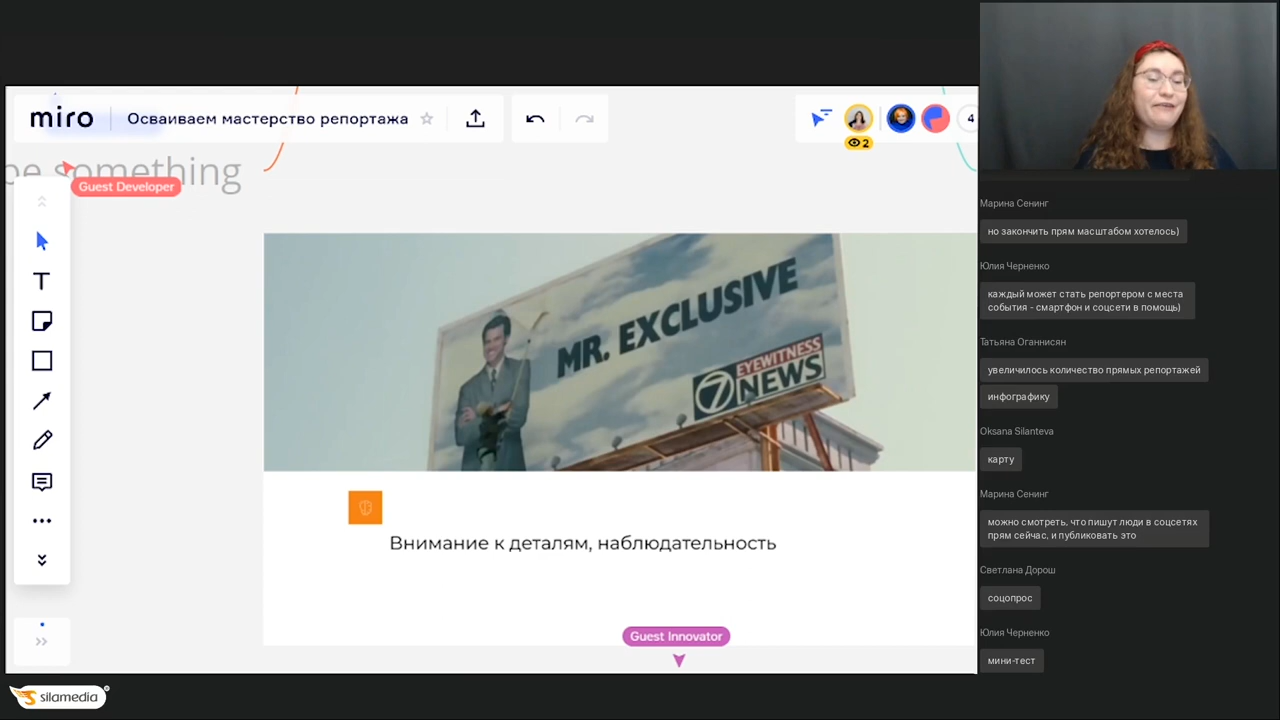 miro
Осваиваем мастерство репортажа
4
2
be something
Guest Developer
T
MR. EXCLUSIVE
7 EYEWITNESS
NEWS
Внимание к деталям, наблюдательность
Guest Innovator
silamedia
Марина Сенинг
но закончить прям масштабом хотелось)
Юлия Черненко
каждый может стать репортером с места
события - смартфон и соцсети в помощь)
Татьяна Оганнисян
увеличилось количество прямых репортажей
инфографику
Oksana Silanteva
карту
Марина Сенинг
можно смотреть, что пишут люди в соцсетях
прям сейчас, и публиковать это
Светлана Дорош
соцопрос
Юлия Черненко
мини-тест